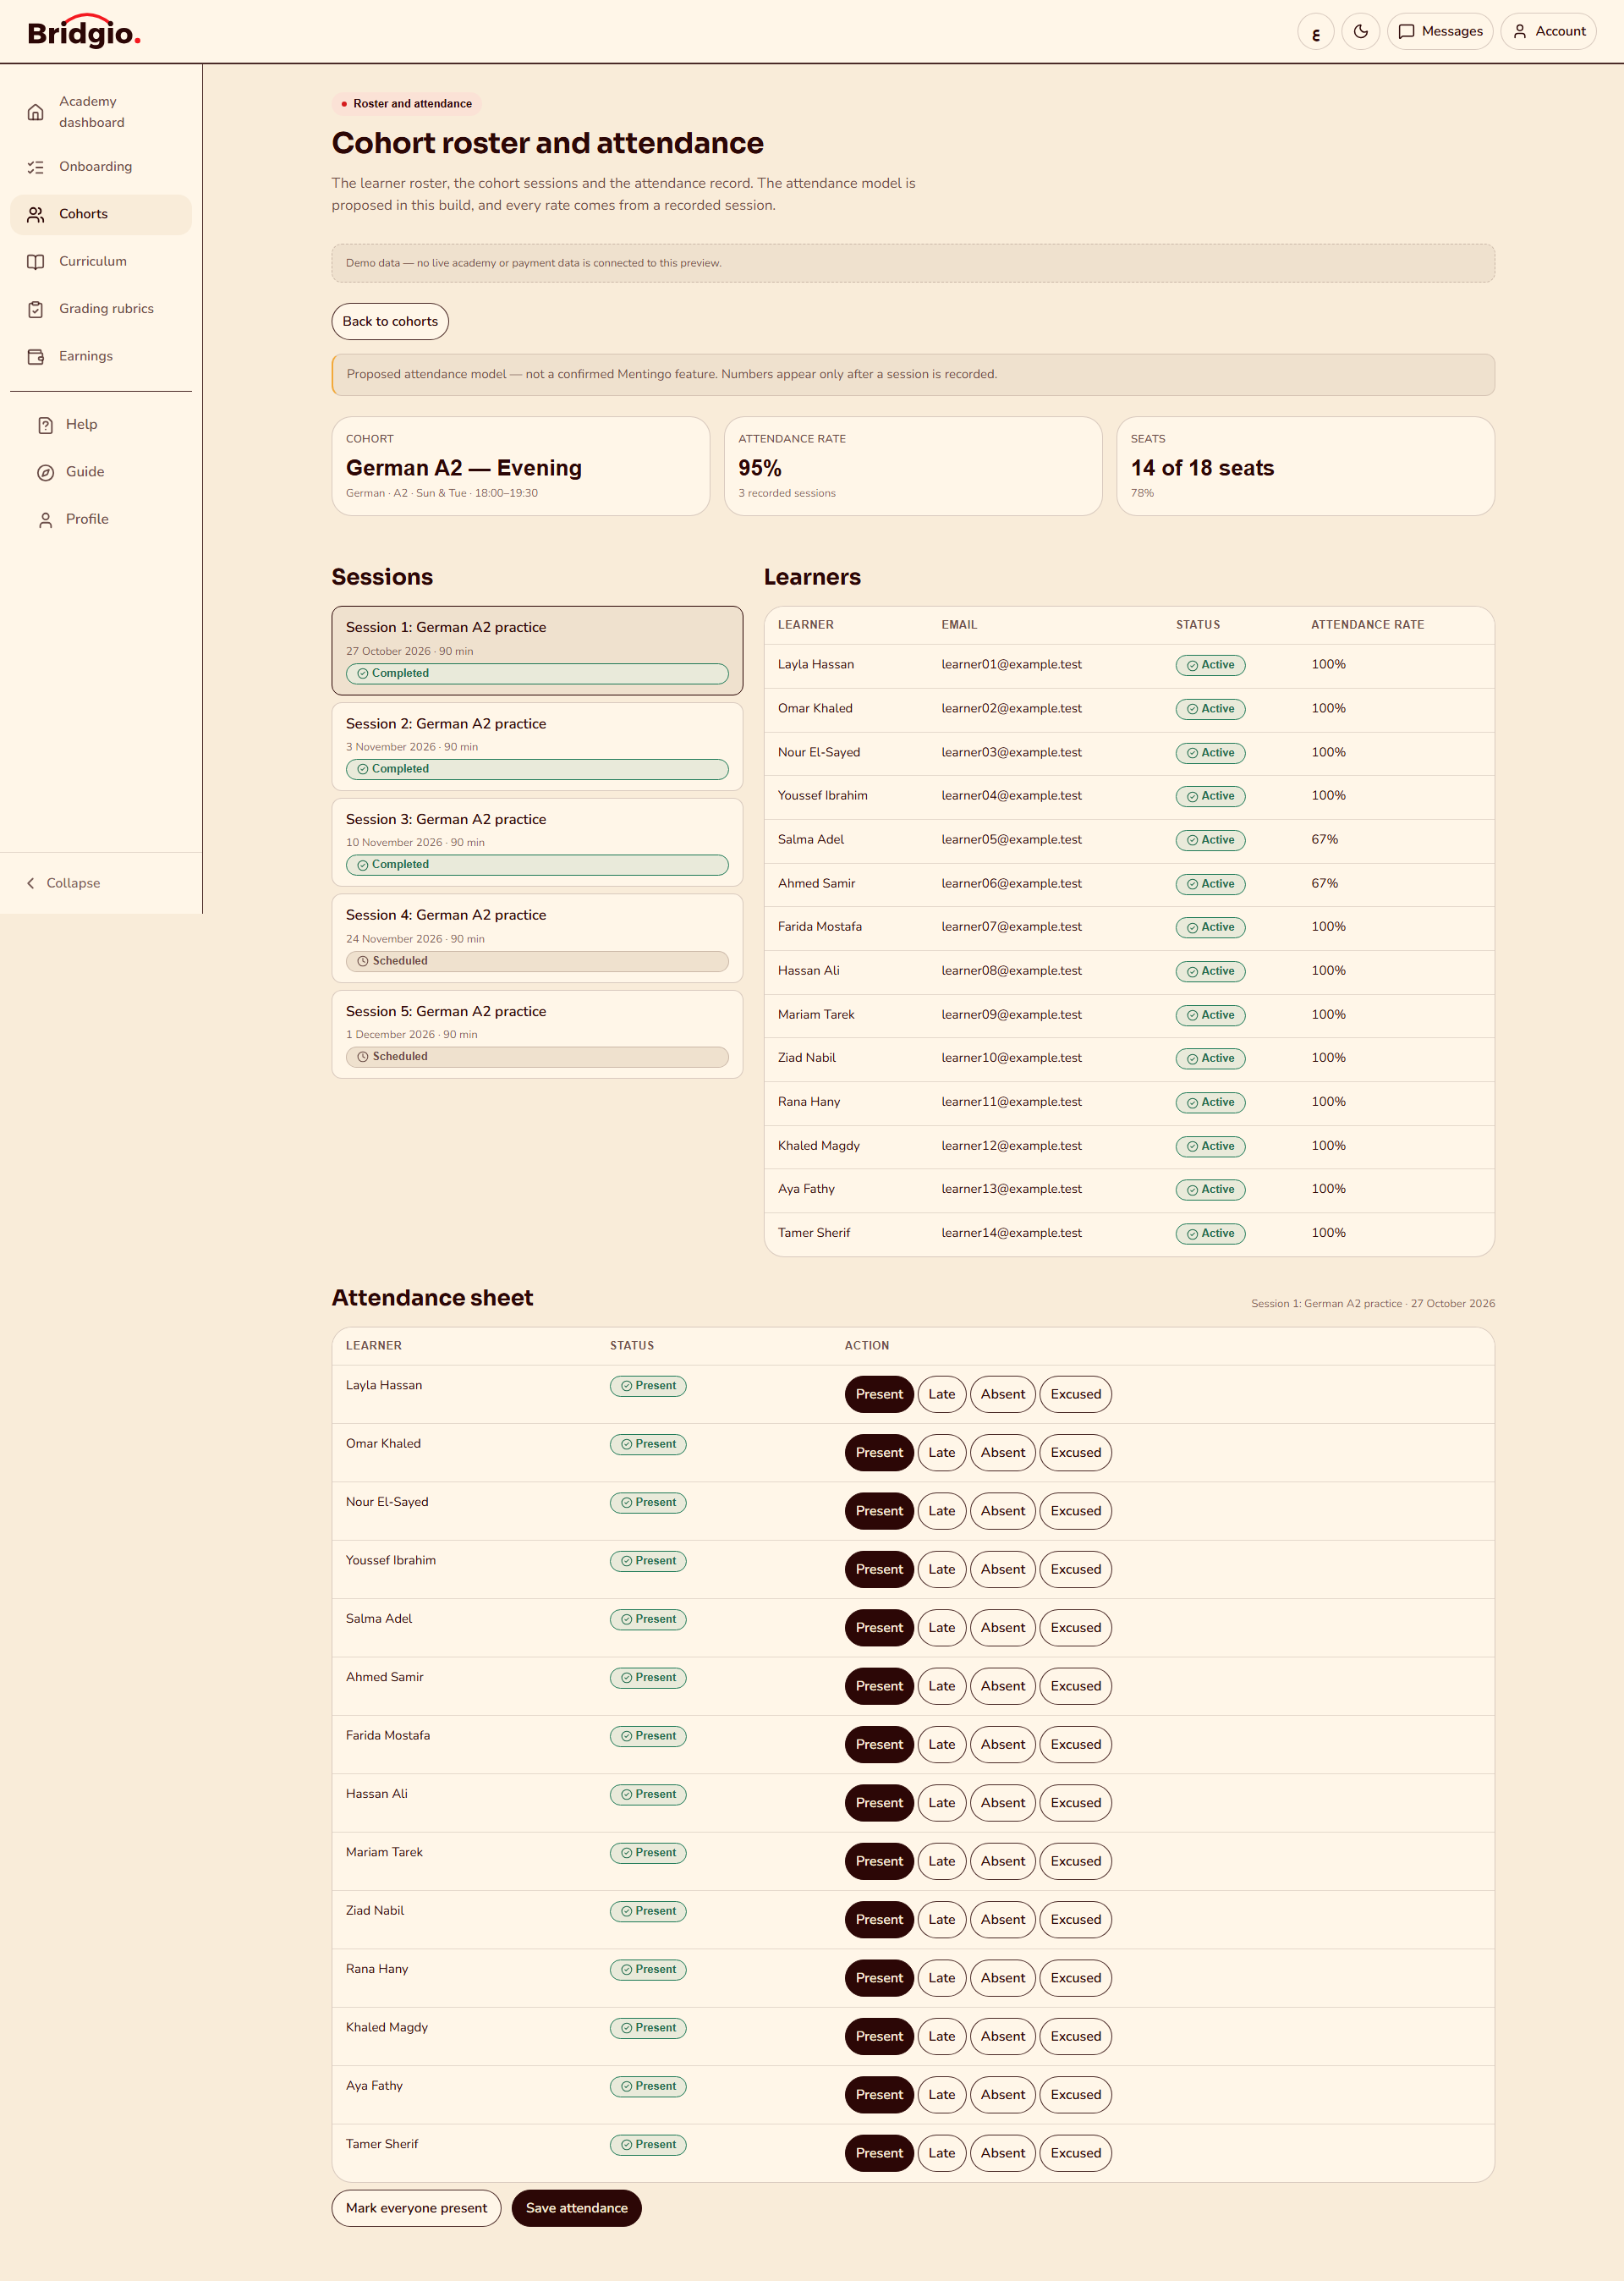 Bridgio.
ع
Messages
Account
Academy
dashboard
Onboarding
Cohorts
Curriculum
Grading rubrics
Earnings
Help
Guide
Profile
Collapse
Roster and attendance
Cohort roster and attendance
The learner roster, the cohort sessions and the attendance record. The attendance model is
proposed in this build, and every rate comes from a recorded session.
Demo data — no live academy or payment data is connected to this preview.
Back to cohorts
Proposed attendance model — not a confirmed Mentingo feature. Numbers appear only after a session is recorded.
COHORT
German A2 — Evening
German · A2 · Sun & Tue · 18:00–19:30
ATTENDANCE RATE
95%
3 recorded sessions
SEATS
14 of 18 seats
78%
Sessions
Session 1: German A2 practice
27 October 2026 · 90 min
Completed
Session 2: German A2 practice
3 November 2026 · 90 min
Completed
Session 3: German A2 practice
10 November 2026 · 90 min
Completed
Session 4: German A2 practice
24 November 2026 · 90 min
Scheduled
Session 5: German A2 practice
1 December 2026 · 90 min
Scheduled
Learners
LEARNER EMAIL STATUS ATTENDANCE RATE
Layla Hassan learner01@example.test Active 100%
Omar Khaled learner02@example.test Active 100%
Nour El-Sayed learner03@example.test Active 100%
Youssef Ibrahim learner04@example.test Active 100%
Salma Adel learner05@example.test Active 67%
Ahmed Samir learner06@example.test Active 67%
Farida Mostafa learner07@example.test Active 100%
Hassan Ali learner08@example.test Active 100%
Mariam Tarek learner09@example.test Active 100%
Ziad Nabil learner10@example.test Active 100%
Rana Hany learner11@example.test Active 100%
Khaled Magdy learner12@example.test Active 100%
Aya Fathy learner13@example.test Active 100%
Tamer Sherif learner14@example.test Active 100%
Attendance sheet
Session 1: German A2 practice · 27 October 2026
LEARNER STATUS ACTION
Layla Hassan Present Present Late Absent Excused
Omar Khaled Present Present Late Absent Excused
Nour El-Sayed Present Present Late Absent Excused
Youssef Ibrahim Present Present Late Absent Excused
Salma Adel Present Present Late Absent Excused
Ahmed Samir Present Present Late Absent Excused
Farida Mostafa Present Present Late Absent Excused
Hassan Ali Present Present Late Absent Excused
Mariam Tarek Present Present Late Absent Excused
Ziad Nabil Present Present Late Absent Excused
Rana Hany Present Present Late Absent Excused
Khaled Magdy Present Present Late Absent Excused
Aya Fathy Present Present Late Absent Excused
Tamer Sherif Present Present Late Absent Excused
Mark everyone present
Save attendance